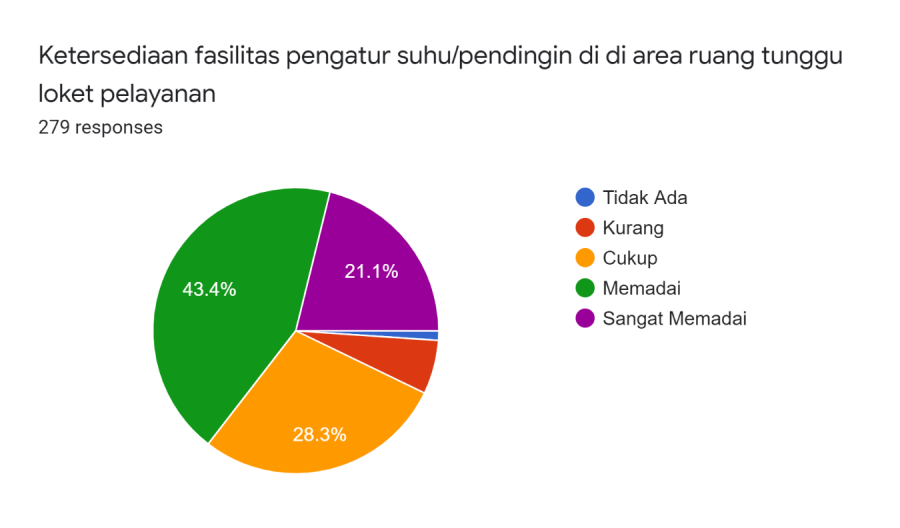 Ketersediaan fasilitas pengatur suhu/pendingin di di area ruang tunggu
loket pelayanan
279 responses
Tidak Ada
Kurang
Cukup
Memadai
Sangat Memadai
21.1%
43.4%
28.3%